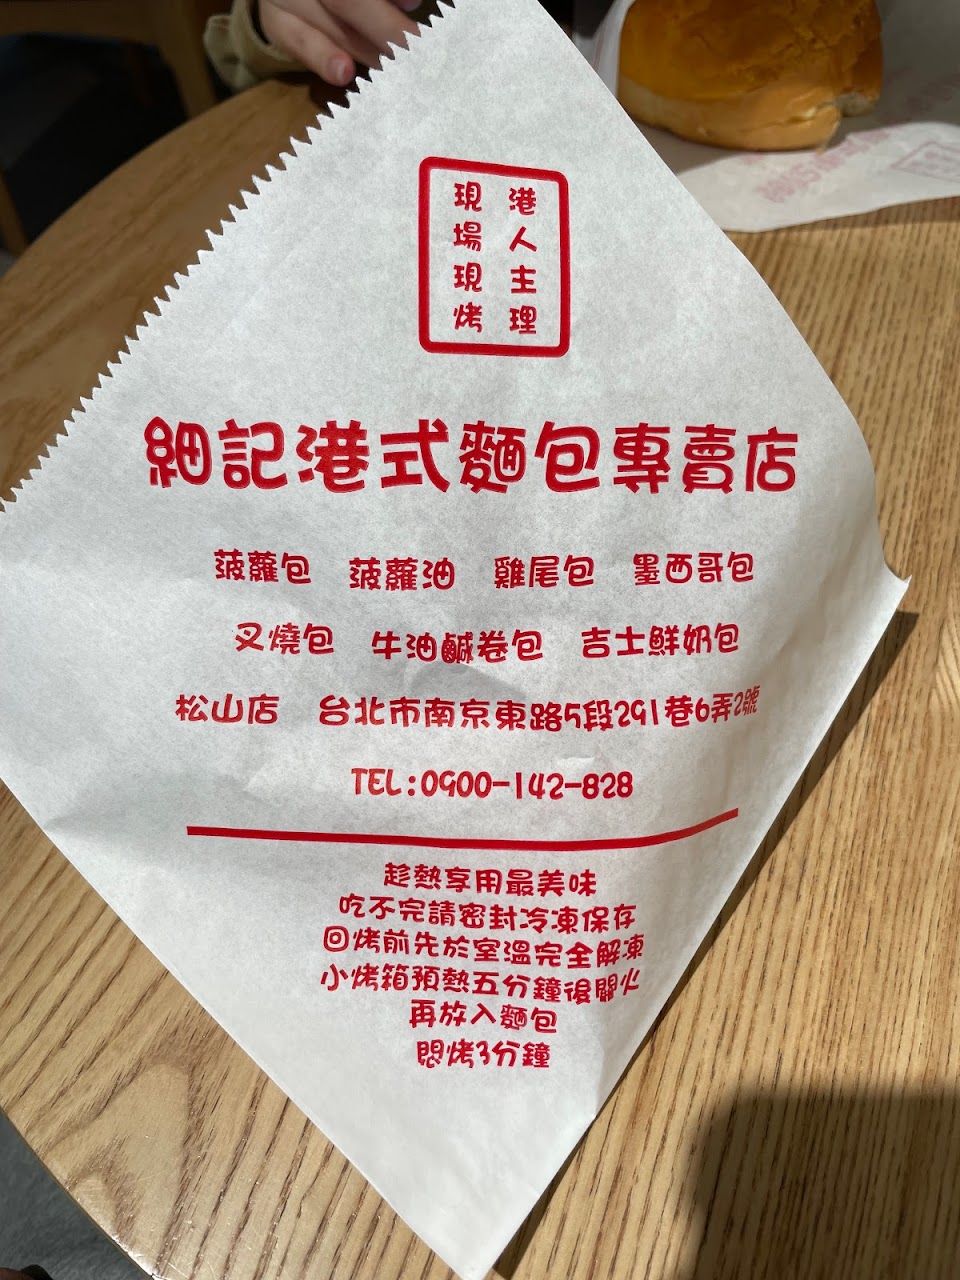 港人主理
現場現烤
細記港式麵包專賣店
菠蘿包 菠蘿油 雞尾包 墨西哥包
叉燒包 牛油鹹卷包 吉士鮮奶包
松山店 台北市南京東路5段291巷6弄2號
TEL:0900-142-828
趁熱享用最美味
吃不完請密封冷凍保存
回烤前先於室溫完全解凍
小烤箱預熱五分鐘後關火
再放入麵包
悶烤3分鐘